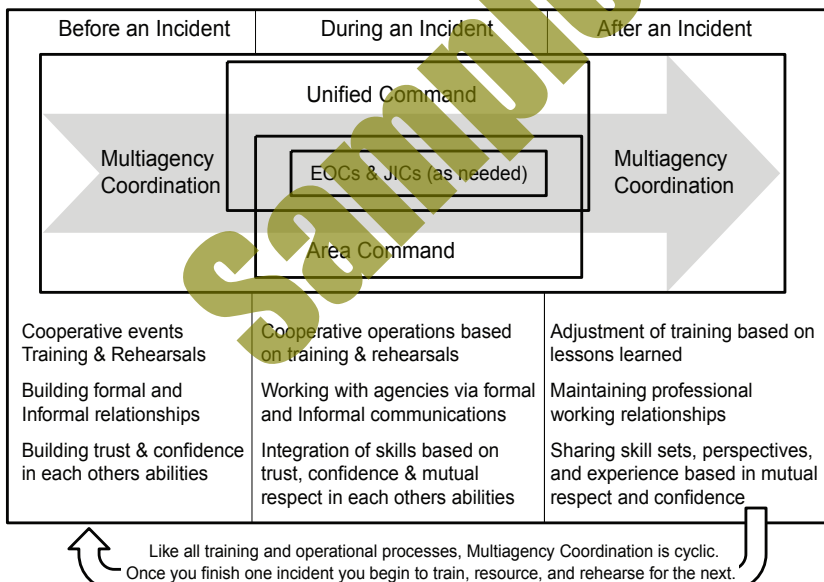 Before an Incident
During an Incident
After an Incident
Unified Command
Multiagency
Coordination
EOCs & JICs (as needed)
Multiagency
Coordination
Area Command
Cooperative events
Training & Rehearsals
Building formal and
Informal relationships
Building trust & confidence
in each others abilities
Cooperative operations based
on training & rehearsals
Working with agencies via formal
and Informal communications
Integration of skills based on
trust, confidence & mutual
respect in each others abilities
Adjustment of training based on
lessons learned
Maintaining professional
working relationships
Sharing skill sets, perspectives,
and experience based in mutual
respect and confidence
Like all training and operational processes, Multiagency Coordination is cyclic.
Once you finish one incident you begin to train, resource, and rehearse for the next.
Sample